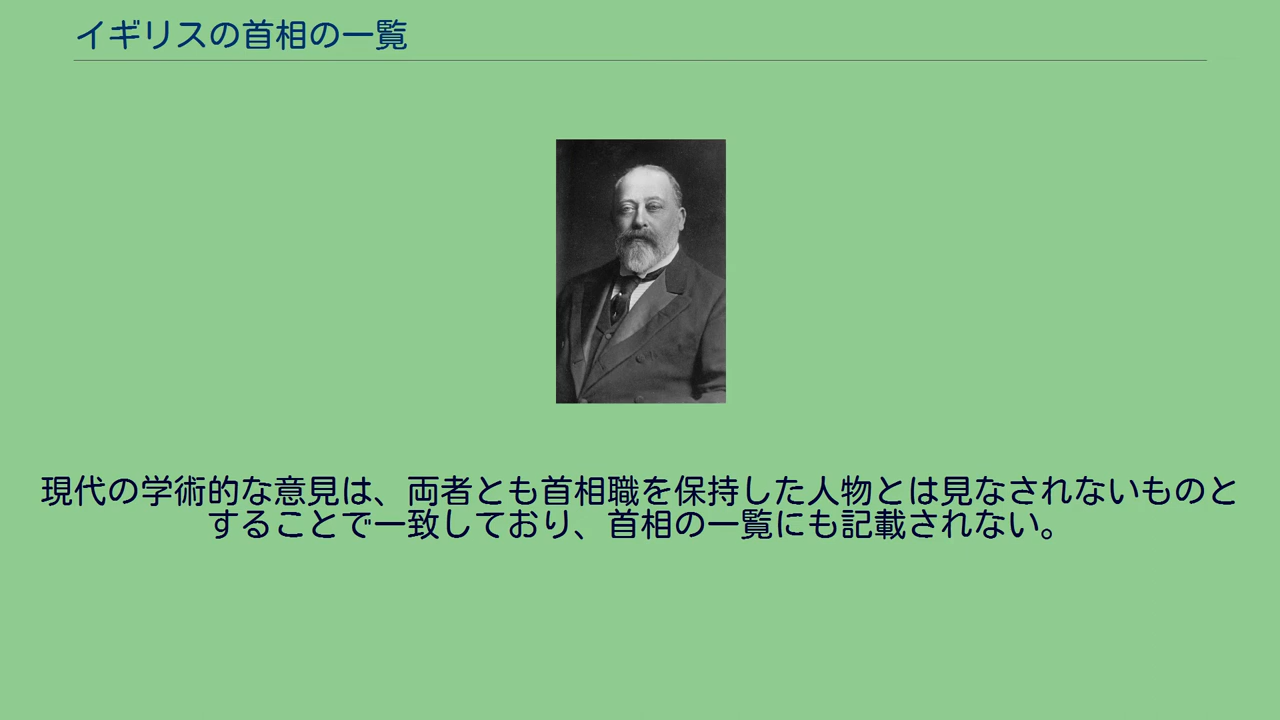 イギリスの首相の一覧
現代の学術的な意見は、両者とも首相職を保持した人物とは見なされないものと
することで一致しており、首相の一覧にも記載されない。